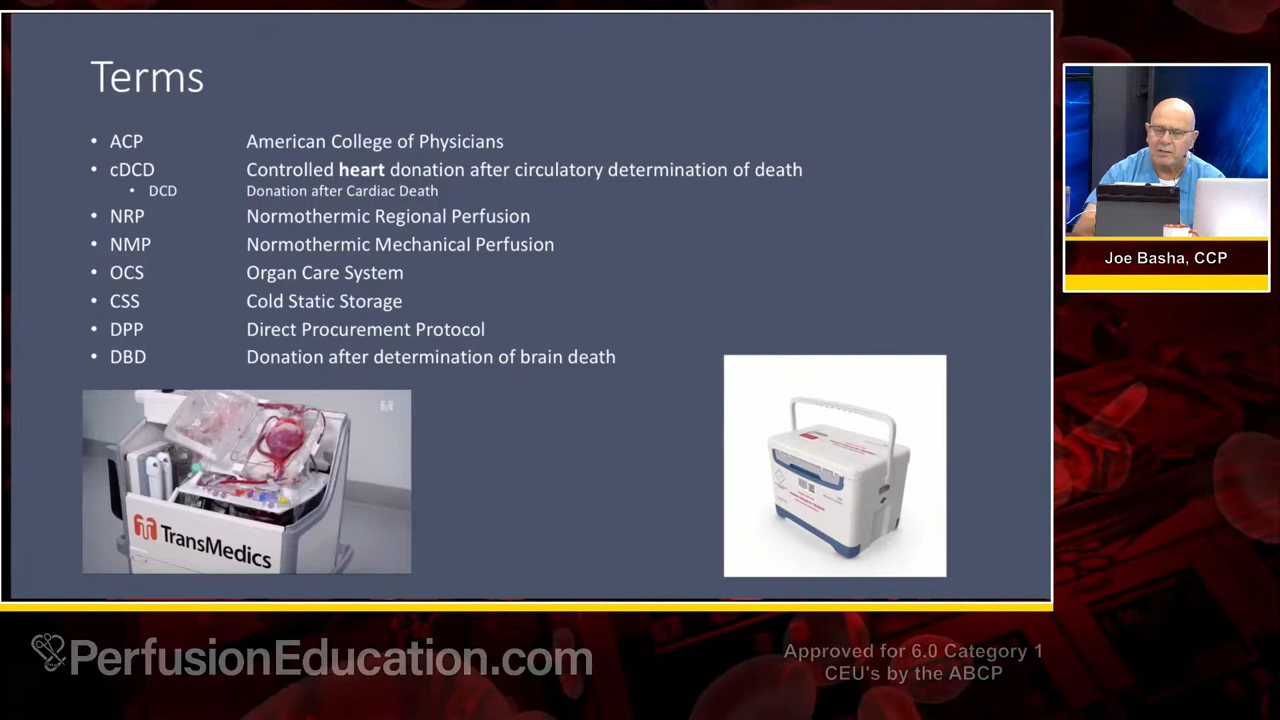 Terms
• ACP American College of Physicians
• cDCD Controlled heart donation after circulatory determination of death
• DCD Donation after Cardiac Death
• NRP Normothermic Regional Perfusion
• NMP Normothermic Mechanical Perfusion
• OCS Organ Care System
• CSS Cold Static Storage
• DPP Direct Procurement Protocol
• DBD Donation after determination of brain death
TransMedics
Joe Basha, CCP
PerfusionEducation.com
Approved for 6.0 Category 1
CEU's by the ABCP